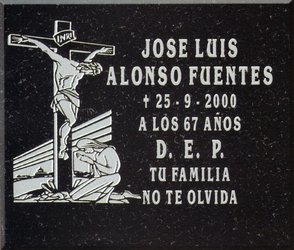 INRI
JOSE LUIS
ALONSO FUENTES
✝ 25 - 9 - 2000
A LOS 67 AÑOS
D. E. P.
TU FAMILIA
NO TE OLVIDA